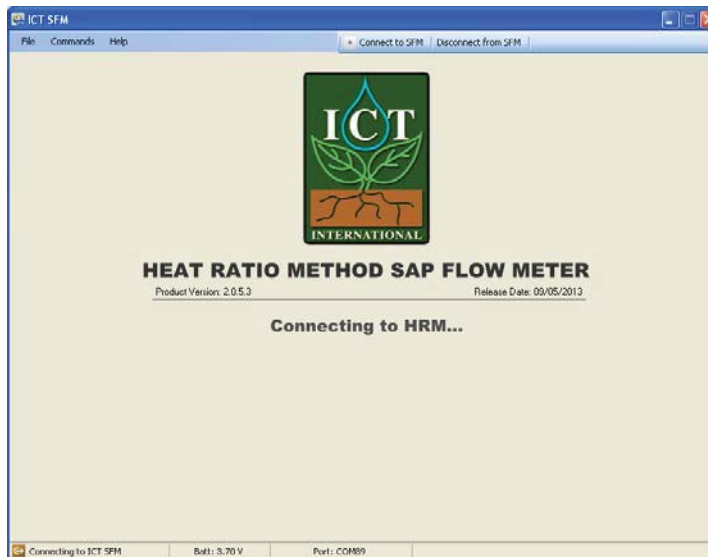 ICT SFM
File Commands Help Connect to SFM Disconnect from SFM
ICT
INTERNATIONAL
HEAT RATIO METHOD SAP FLOW METER
Product Version: 2.0.5.3 Release Date: 09/05/2013
Connecting to HRM...
Connecting to ICT SFM Batt: 3.70 V Port: COM89